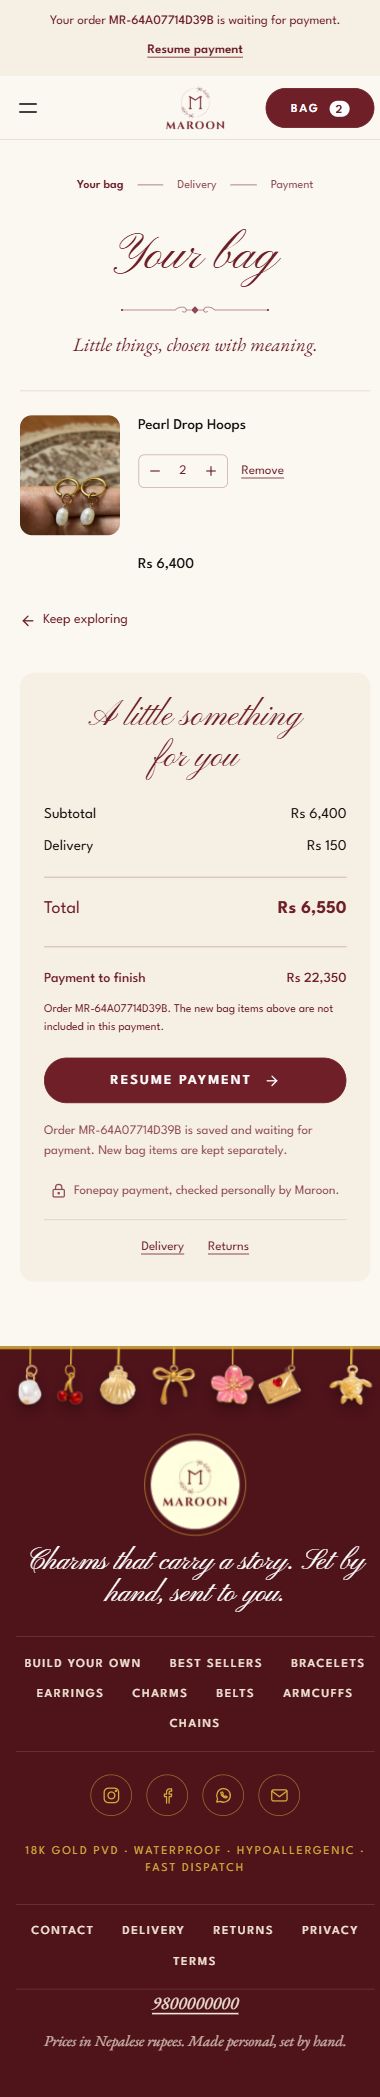 Your order MR-64A07714D39B is waiting for payment.
Resume payment
MAROON
BAG 2
Your bag
Delivery
Payment
Your bag
Little things, chosen with meaning.
Pearl Drop Hoops
2
Remove
Rs 6,400
Keep exploring
A little something
for you
Subtotal Rs 6,400
Delivery Rs 150
Total Rs 6,550
Payment to finish Rs 22,350
Order MR-64A07714D39B. The new bag items above are not
included in this payment.
RESUME PAYMENT
Order MR-64A07714D39B is saved and waiting for
payment. New bag items are kept separately.
Fonepay payment, checked personally by Maroon.
Delivery Returns
M
MAROON
Charms that carry a story. Set by
hand, sent to you.
BUILD YOUR OWN BEST SELLERS BRACELETS
EARRINGS CHARMS BELTS ARMCUFFS
CHAINS
18K GOLD PVD · WATERPROOF · HYPOALLERGENIC ·
FAST DISPATCH
CONTACT DELIVERY RETURNS PRIVACY
TERMS
9800000000
Prices in Nepalese rupees. Made personal, set by hand.